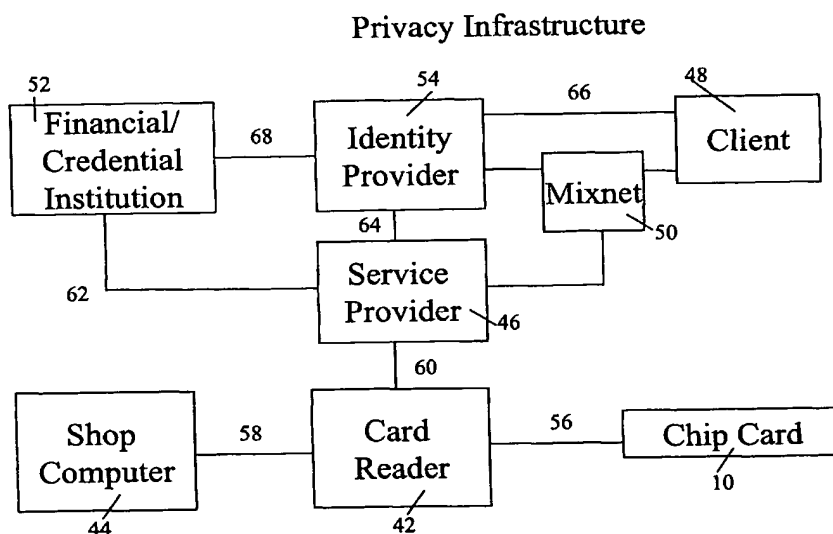 Privacy Infrastructure
52
54
66
48
Financial/
Credential
Institution
68
Identity
Provider
Client
Mixnet
50
64
62
Service
Provider
46
60
Shop
Computer
58
Card
Reader
56
Chip Card
10
44
42